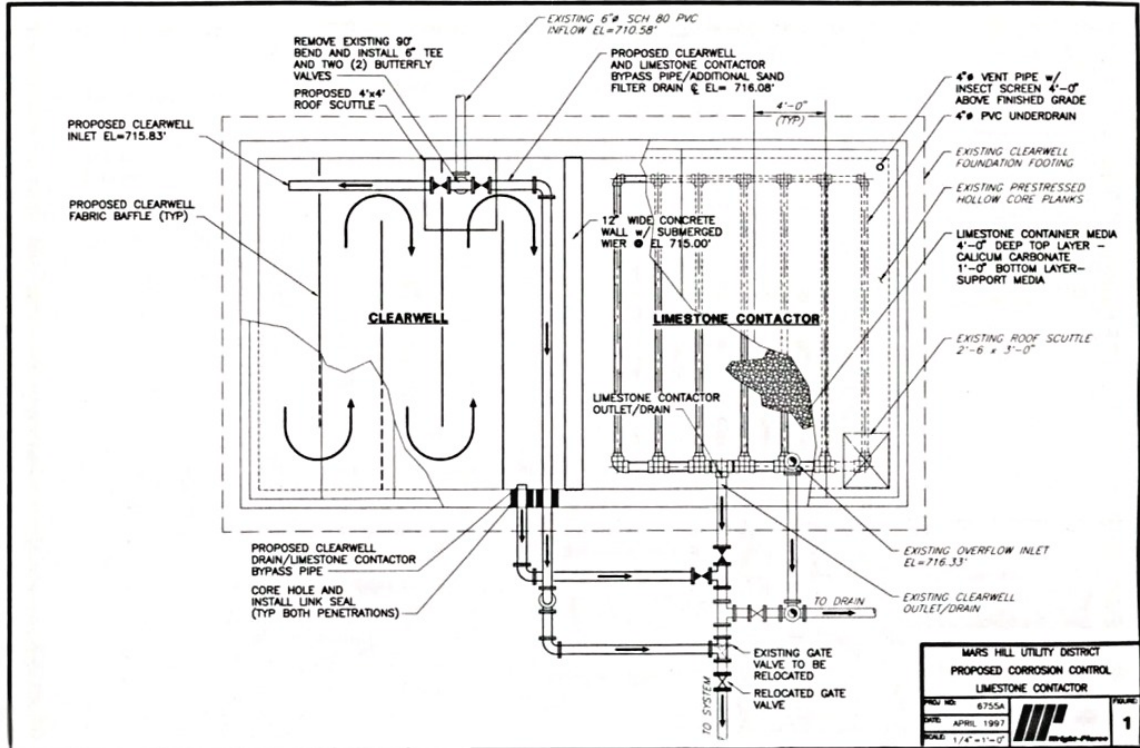 EXISTING 6"ø SCH 80 PVC
INFLOW EL=710.58'
REMOVE EXISTING 90°
BEND AND INSTALL 6" TEE
AND TWO (2) BUTTERFLY
VALVES
PROPOSED 4'x4'
ROOF SCUTTLE
PROPOSED CLEARWELL
AND LIMESTONE CONTACTOR
BYPASS PIPE/ADDITIONAL SAND
FILTER DRAIN ℄ EL= 716.08'
4"ø VENT PIPE w/
INSECT SCREEN 4'-0"
ABOVE FINISHED GRADE
4"ø PVC UNDERDRAIN
4'-0"
(TYP)
PROPOSED CLEARWELL
INLET EL=715.83'
EXISTING CLEARWELL
FOUNDATION FOOTING
EXISTING PRESTRESSED
HOLLOW CORE PLANKS
PROPOSED CLEARWELL
FABRIC BAFFLE (TYP)
12" WIDE CONCRETE
WALL w/ SUBMERGED
WIER @ EL 715.00'
LIMESTONE CONTAINER MEDIA
4'-0" DEEP TOP LAYER -
CALICUM CARBONATE
1'-0" BOTTOM LAYER-
SUPPORT MEDIA
CLEARWELL
LIMESTONE CONTACTOR
EXISTING ROOF SCUTTLE
2'-6 x 3'-0"
LIMESTONE CONTACTOR
OUTLET/DRAIN
PROPOSED CLEARWELL
DRAIN/LIMESTONE CONTACTOR
BYPASS PIPE
CORE HOLE AND
INSTALL LINK SEAL
(TYP BOTH PENETRATIONS)
EXISTING OVERFLOW INLET
EL=716.33'
EXISTING CLEARWELL
OUTLET/DRAIN
TO DRAIN
EXISTING GATE
VALVE TO BE
RELOCATED
RELOCATED GATE
VALVE
TO SYSTEM
MARS HILL UTILITY DISTRICT
PROPOSED CORROSION CONTROL
LIMESTONE CONTACTOR
PROJ NO: 6755A
DATE: APRIL 1997
SCALE: 1/4"=1'-0"
Wright-Pierce
FIGURE:
1